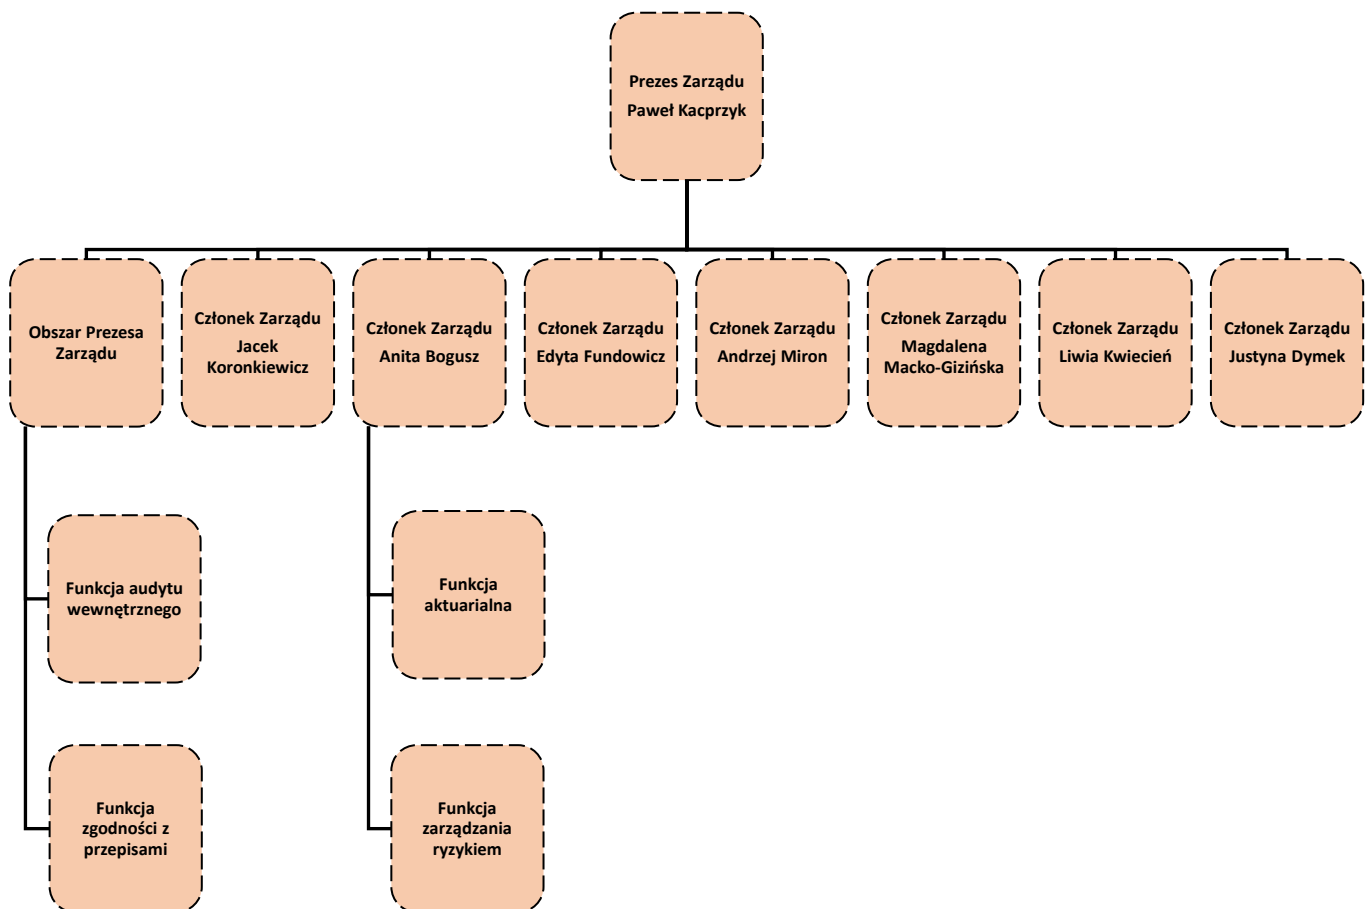 Prezes Zarządu
Paweł Kacprzyk
Obszar Prezesa
Zarządu
Członek Zarządu
Jacek
Koronkiewicz
Członek Zarządu
Anita Bogusz
Członek Zarządu
Edyta Fundowicz
Członek Zarządu
Andrzej Miron
Członek Zarządu
Magdalena
Macko-Gizińska
Członek Zarządu
Liwia Kwiecień
Członek Zarządu
Justyna Dymek
Funkcja audytu
wewnętrznego
Funkcja
aktuarialna
Funkcja
zgodności z
przepisami
Funkcja
zarządzania
ryzykiem